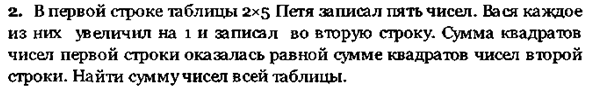 2. В первой строке таблицы 2×5 Петя записал пять чисел. Вася каждое
из них увеличил на 1 и записал во вторую строку. Сумма квадратов
чисел первой строки оказалась равной сумме квадратов чисел второй
строки. Найти сумму чисел всей таблицы.